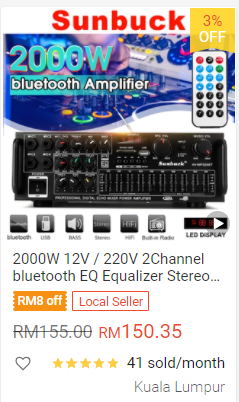 Sunbuck
3%
OFF
2000W
bluetooth Amplifier
Sunbuck
PROFESSIONAL DIGITAL ECHO MIXER POWER AMPLIFIER
bluetooth USB BASS Stereo HiFi Built-in Radio LED DISPLAY
2000W 12V / 220V 2Channel
bluetooth EQ Equalizer Stereo...
RM8 off Local Seller
RM155.00 RM150.35
41 sold/month
Kuala Lumpur